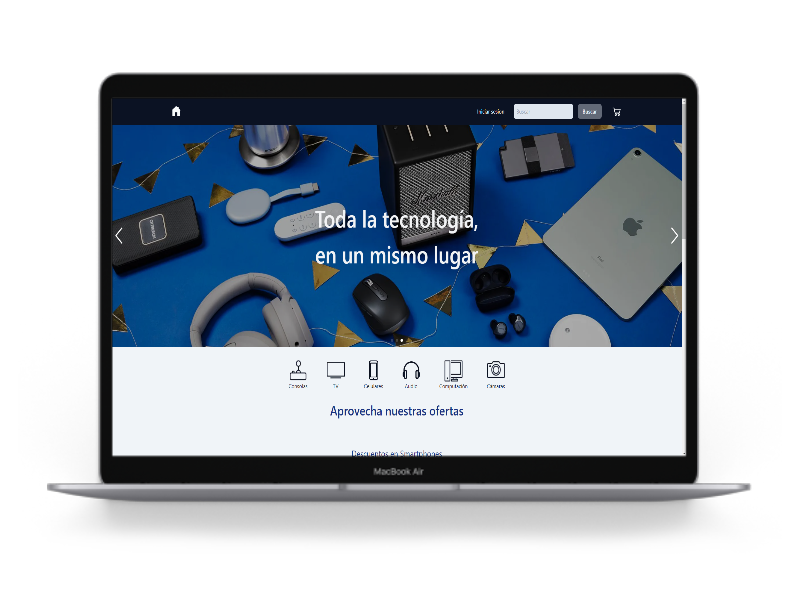 Iniciar sesión
Buscar
Buscar
Toda la tecnología,
en un mismo lugar
Consolas
TV
Celulares
Audio
Computación
Cámaras
Aprovecha nuestras ofertas
Descuentos en Smartphones
MacBook Air